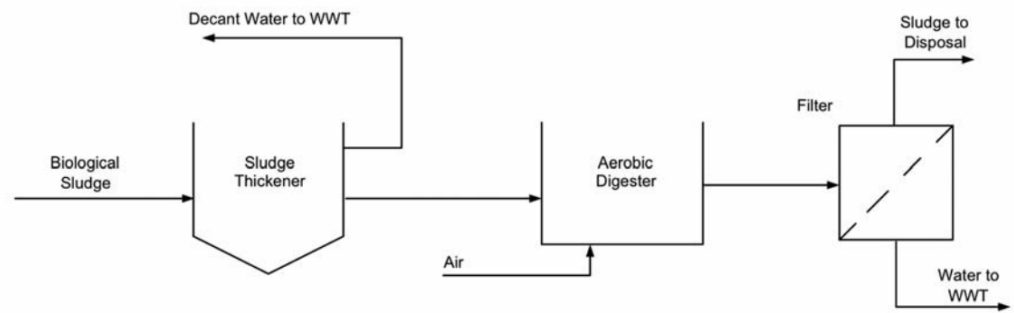 Decant Water to WWT
Sludge to
Disposal
Filter
Biological
Sludge
Sludge
Thickener
Aerobic
Digester
Air
Water to
WWT